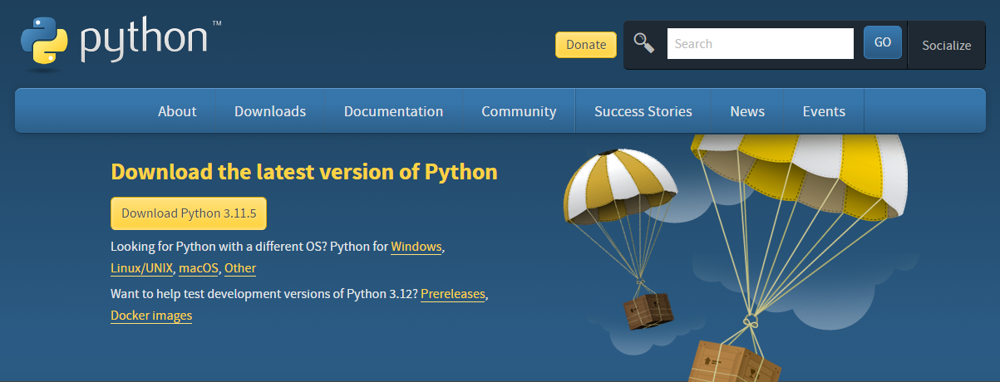 python™
Donate
Search
GO
Socialize
About
Downloads
Documentation
Community
Success Stories
News
Events
Download the latest version of Python
Download Python 3.11.5
Looking for Python with a different OS? Python for Windows,
Linux/UNIX, macOS, Other
Want to help test development versions of Python 3.12? Prereleases,
Docker images